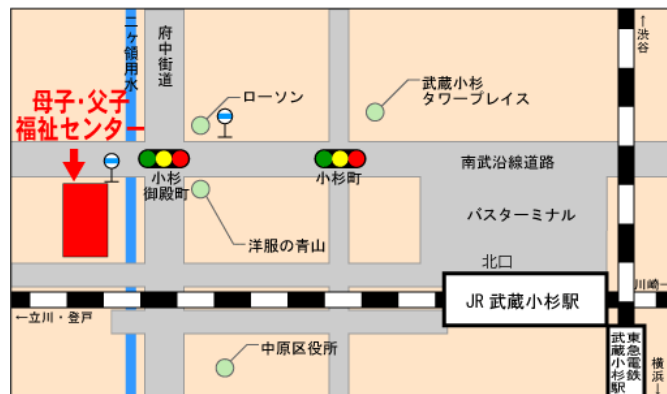 二ヶ領用水
府中街道
←渋谷
母子・父子
福祉センター
ローソン
武蔵小杉
タワープレイス
小杉
御殿町
小杉町
南武沿線道路
洋服の青山
バスターミナル
北口
JR 武蔵小杉駅
川崎→
←立川・登戸
中原区役所
東急電鉄
武蔵小杉駅
横浜→